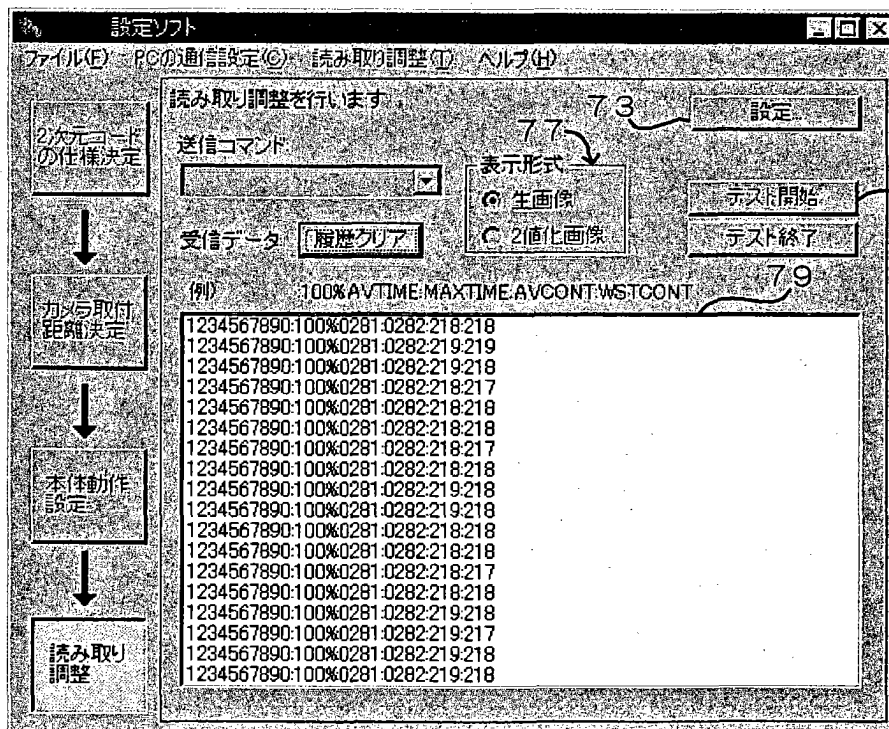 設定ソフト
ファイル(F) PCの通信設定(C) 読み取り調整(T) ヘルプ(H)
2次元コード
の仕様決定
カメラ取付
距離決定
本体動作
設定
読み取り
調整
読み取り調整を行います
73
設定...
送信コマンド
77
表示形式
生画像
2値化画像
テスト開始
テスト終了
受信データ
履歴クリア
例) 100%AVTIME:MAXTIME:AVCONT:WSTCONT
79
1234567890:100%0281:0282:218:218
1234567890:100%0281:0282:219:219
1234567890:100%0281:0282:219:218
1234567890:100%0281:0282:218:217
1234567890:100%0281:0282:218:218
1234567890:100%0281:0282:218:218
1234567890:100%0281:0282:218:217
1234567890:100%0281:0282:218:218
1234567890:100%0281:0282:219:218
1234567890:100%0281:0282:219:218
1234567890:100%0281:0282:218:218
1234567890:100%0281:0282:218:218
1234567890:100%0281:0282:218:217
1234567890:100%0281:0282:218:218
1234567890:100%0281:0282:219:218
1234567890:100%0281:0282:219:217
1234567890:100%0281:0282:219:218
1234567890:100%0281:0282:219:218